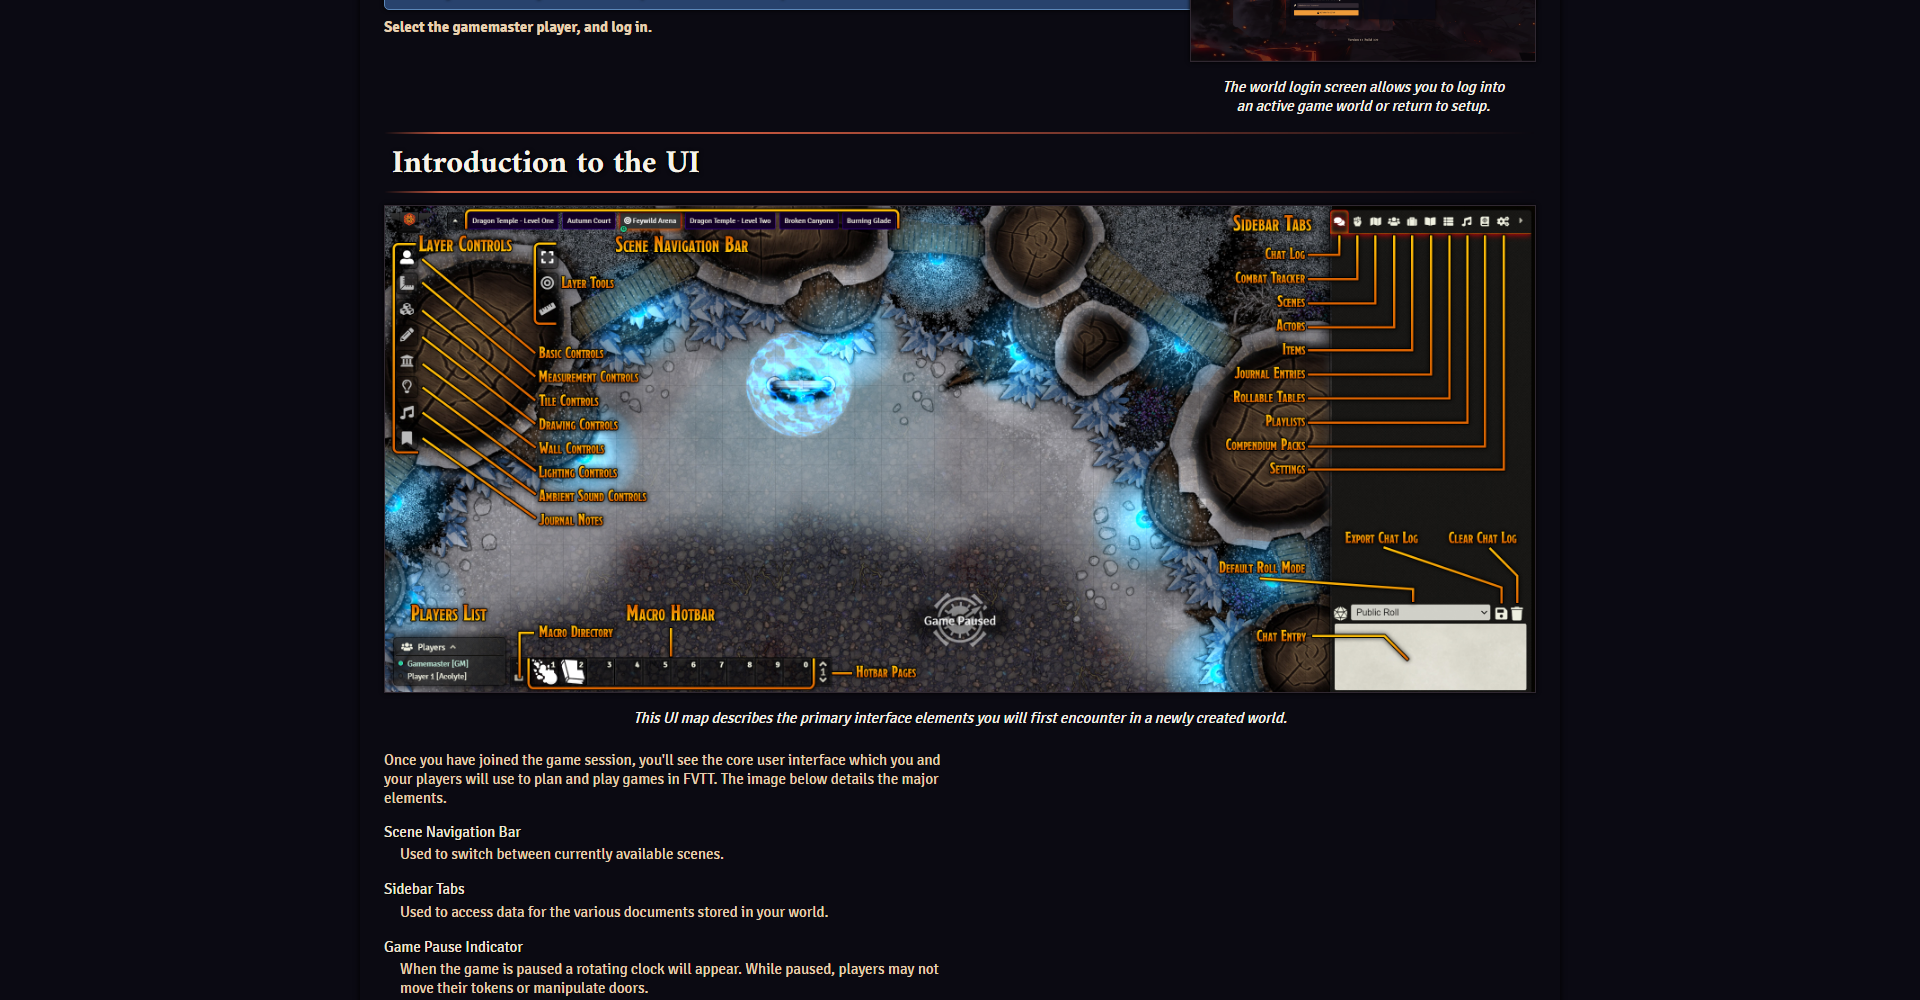 Select the gamemaster player, and log in.
The world login screen allows you to log into
an active game world or return to setup.
Introduction to the UI
Dragon Temple - Level One
Autumn Court
Feywild Arena
Dragon Temple - Level Two
Broken Canyons
Burning Glade
Layer Controls
Scene Navigation Bar
Layer Tools
Basic Controls
Measurement Controls
Tile Controls
Drawing Controls
Wall Controls
Lighting Controls
Ambient Sound Controls
Journal Notes
Sidebar Tabs
Chat Log
Combat Tracker
Scenes
Actors
Items
Journal Entries
Rollable Tables
Playlists
Compendium Packs
Settings
Export Chat Log
Clear Chat Log
Default Roll Mode
Public Roll
Chat Entry
Game Paused
Players List
Players
Gamemaster [GM]
Player 1 [Acolyte]
Macro Directory
Macro Hotbar
1 2 3 4 5 6 7 8 9 0
1
Hotbar Pages
This UI map describes the primary interface elements you will first encounter in a newly created world.
Once you have joined the game session, you'll see the core user interface which you and
your players will use to plan and play games in FVTT. The image below details the major
elements.
Scene Navigation Bar
Used to switch between currently available scenes.
Sidebar Tabs
Used to access data for the various documents stored in your world.
Game Pause Indicator
When the game is paused a rotating clock will appear. While paused, players may not
move their tokens or manipulate doors.